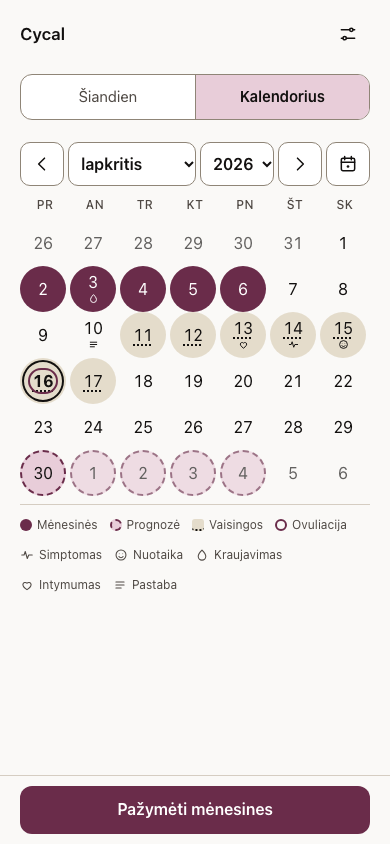 Cycal
Šiandien Kalendorius
lapkritis 2026
PR AN TR KT PN ŠT SK
26 27 28 29 30 31 1
2 3 4 5 6 7 8
9 10 11 12 13 14 15
16 17 18 19 20 21 22
23 24 25 26 27 28 29
30 1 2 3 4 5 6
Mėnesinės Prognozė Vaisingos Ovuliacija
Simptomas Nuotaika Kraujavimas
Intymumas Pastaba
Pažymėti mėnesines